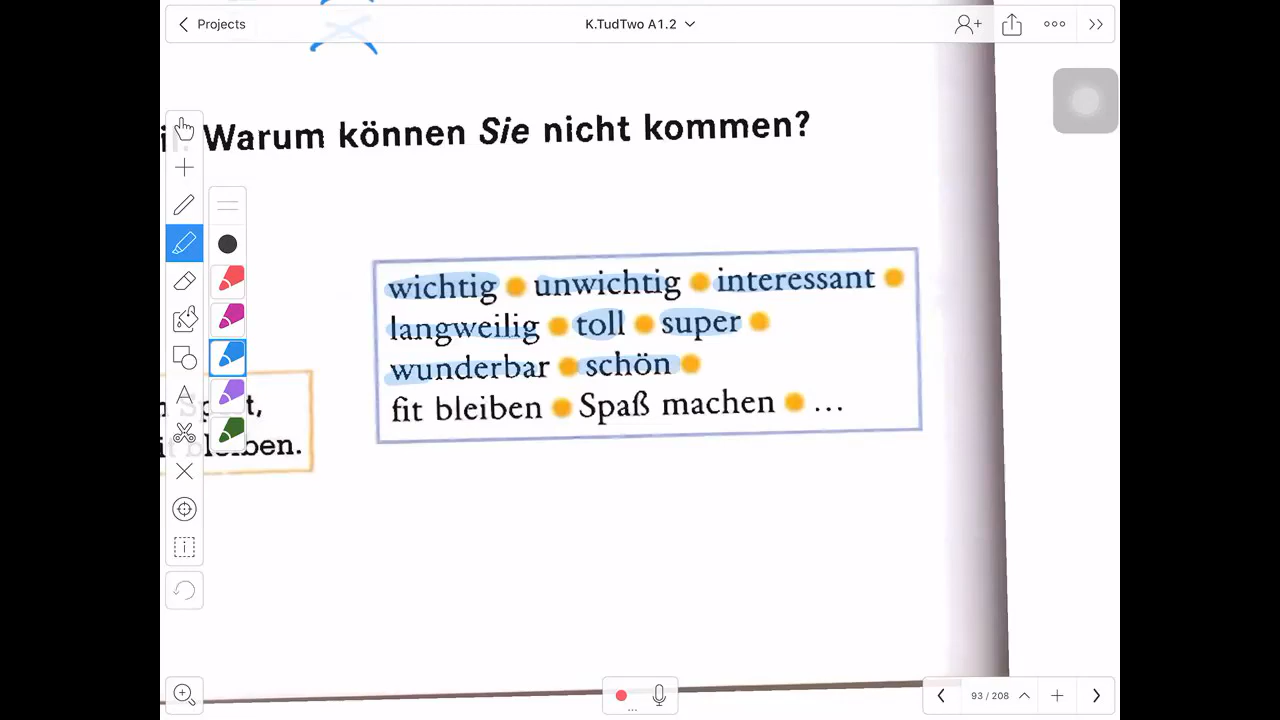 Projects
K.TudTwo A1.2
Warum können Sie nicht kommen?
wichtig • unwichtig • interessant •
langweilig • toll • super •
wunderbar • schön •
fit bleiben • Spaß machen • ...
bleiben.
93 / 208